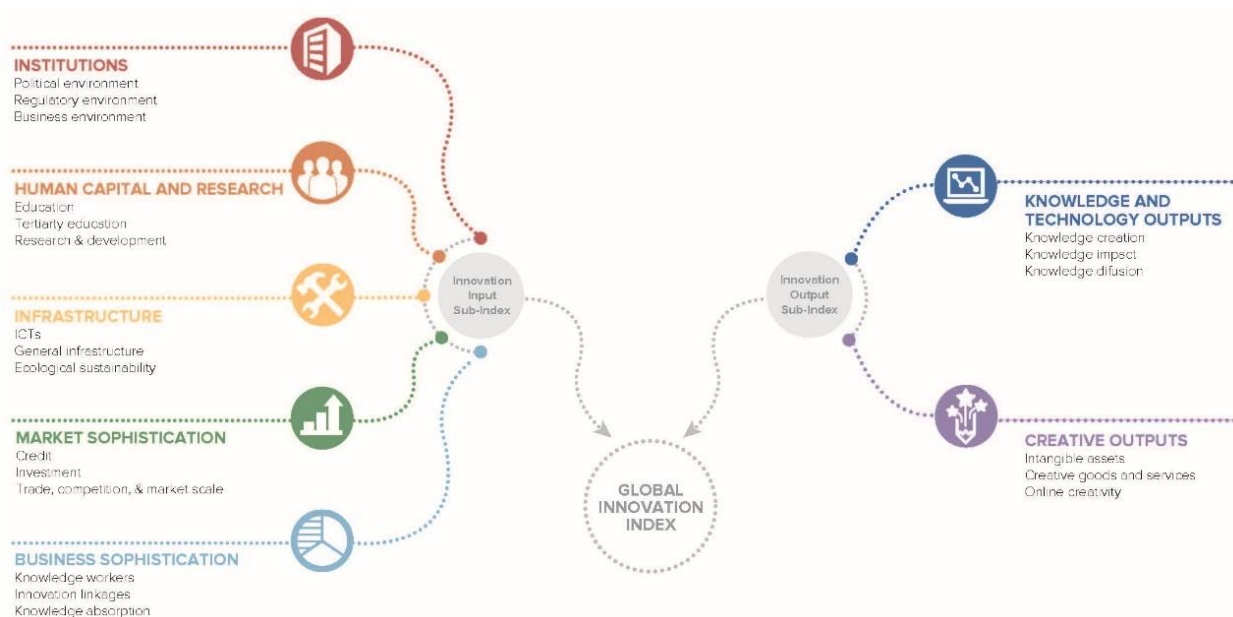 INSTITUTIONS
Political environment
Regulatory environment
Business environment
HUMAN CAPITAL AND RESEARCH
Education
Tertiarty education
Research & development
INFRASTRUCTURE
ICTs
General infrastructure
Ecological sustainability
MARKET SOPHISTICATION
Credit
Investment
Trade, competition, & market scale
BUSINESS SOPHISTICATION
Knowledge workers
Innovation linkages
Knowledge absorption
Innovation
Input
Sub-Index
Innovation
Output
Sub-Index
GLOBAL
INNOVATION
INDEX
KNOWLEDGE AND
TECHNOLOGY OUTPUTS
Knowledge creation
Knowledge impact
Knowledge difusion
CREATIVE OUTPUTS
Intangible assets
Creative goods and services
Online creativity